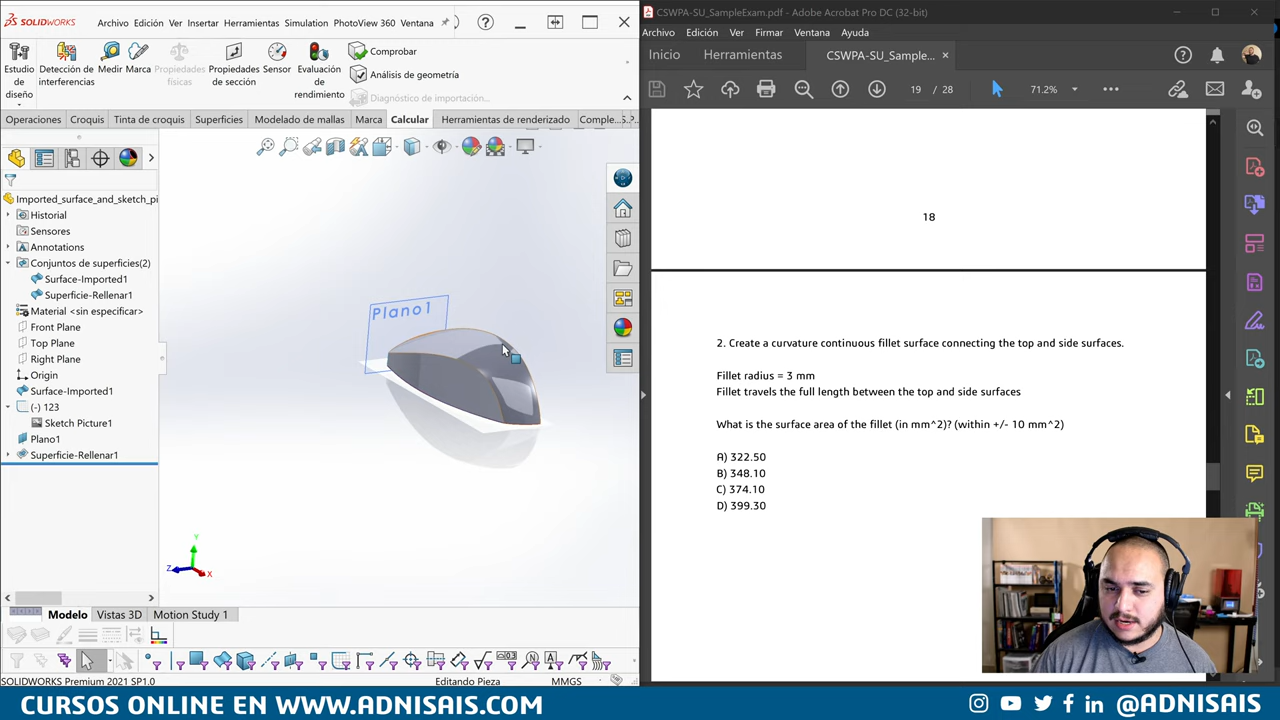 SOLIDWORKS
Archivo Edición Ver Insertar Herramientas Simulation PhotoView 360 Ventana
Estudio de diseño
Detección de interferencias
Medir
Marca
Propiedades físicas
Propiedades de sección
Sensor
Evaluación de rendimiento
Comprobar
Análisis de geometría
Diagnóstico de importación...
Operaciones Croquis Tinta de croquis Superficies Modelado de mallas Marca Calcular Herramientas de renderizado Comple...
Imported_surface_and_sketch_pi
Historial
Sensores
Annotations
Conjuntos de superficies(2)
Surface-Imported1
Superficie-Rellenar1
Material <sin especificar>
Front Plane
Top Plane
Right Plane
Origin
Surface-Imported1
(-) 123
Sketch Picture1
Plano1
Superficie-Rellenar1
Plano1
Y
Z
X
Modelo Vistas 3D Motion Study 1
SOLIDWORKS Premium 2021 SP1.0
Editando Pieza
MMGS
CSWPA-SU_SampleExam.pdf - Adobe Acrobat Pro DC (32-bit)
Archivo Edición Ver Firmar Ventana Ayuda
Inicio Herramientas CSWPA-SU_Sample... ×
19 / 28
71.2%
18
2. Create a curvature continuous fillet surface connecting the top and side surfaces.
Fillet radius = 3 mm
Fillet travels the full length between the top and side surfaces
What is the surface area of the fillet (in mm^2)? (within +/- 10 mm^2)
A) 322.50
B) 348.10
C) 374.10
D) 399.30
CURSOS ONLINE EN WWW.ADNISAIS.COM
@ADNISAIS